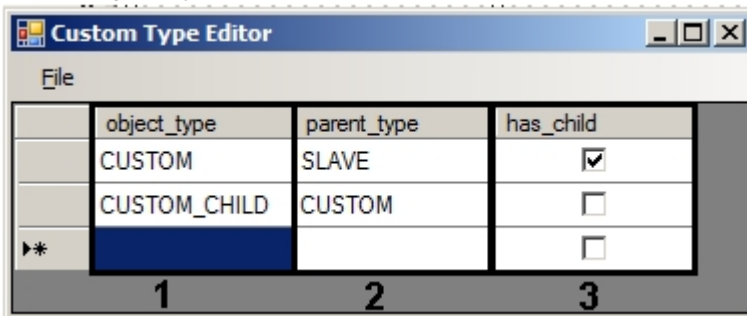 Custom Type Editor
File
object_type parent_type has_child
CUSTOM SLAVE
CUSTOM_CHILD CUSTOM
1 2 3